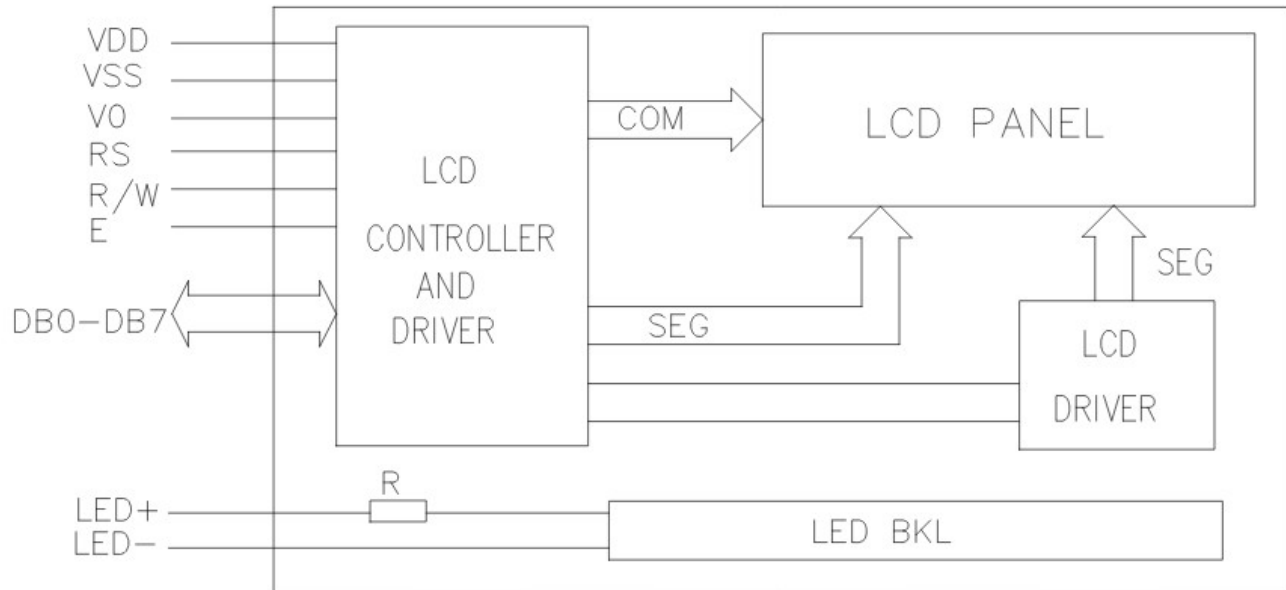 VDD
VSS
V0
RS
R/W
E
DB0-DB7
LCD
CONTROLLER
AND
DRIVER
COM
LCD PANEL
SEG
SEG
LCD
DRIVER
R
LED+
LED-
LED BKL